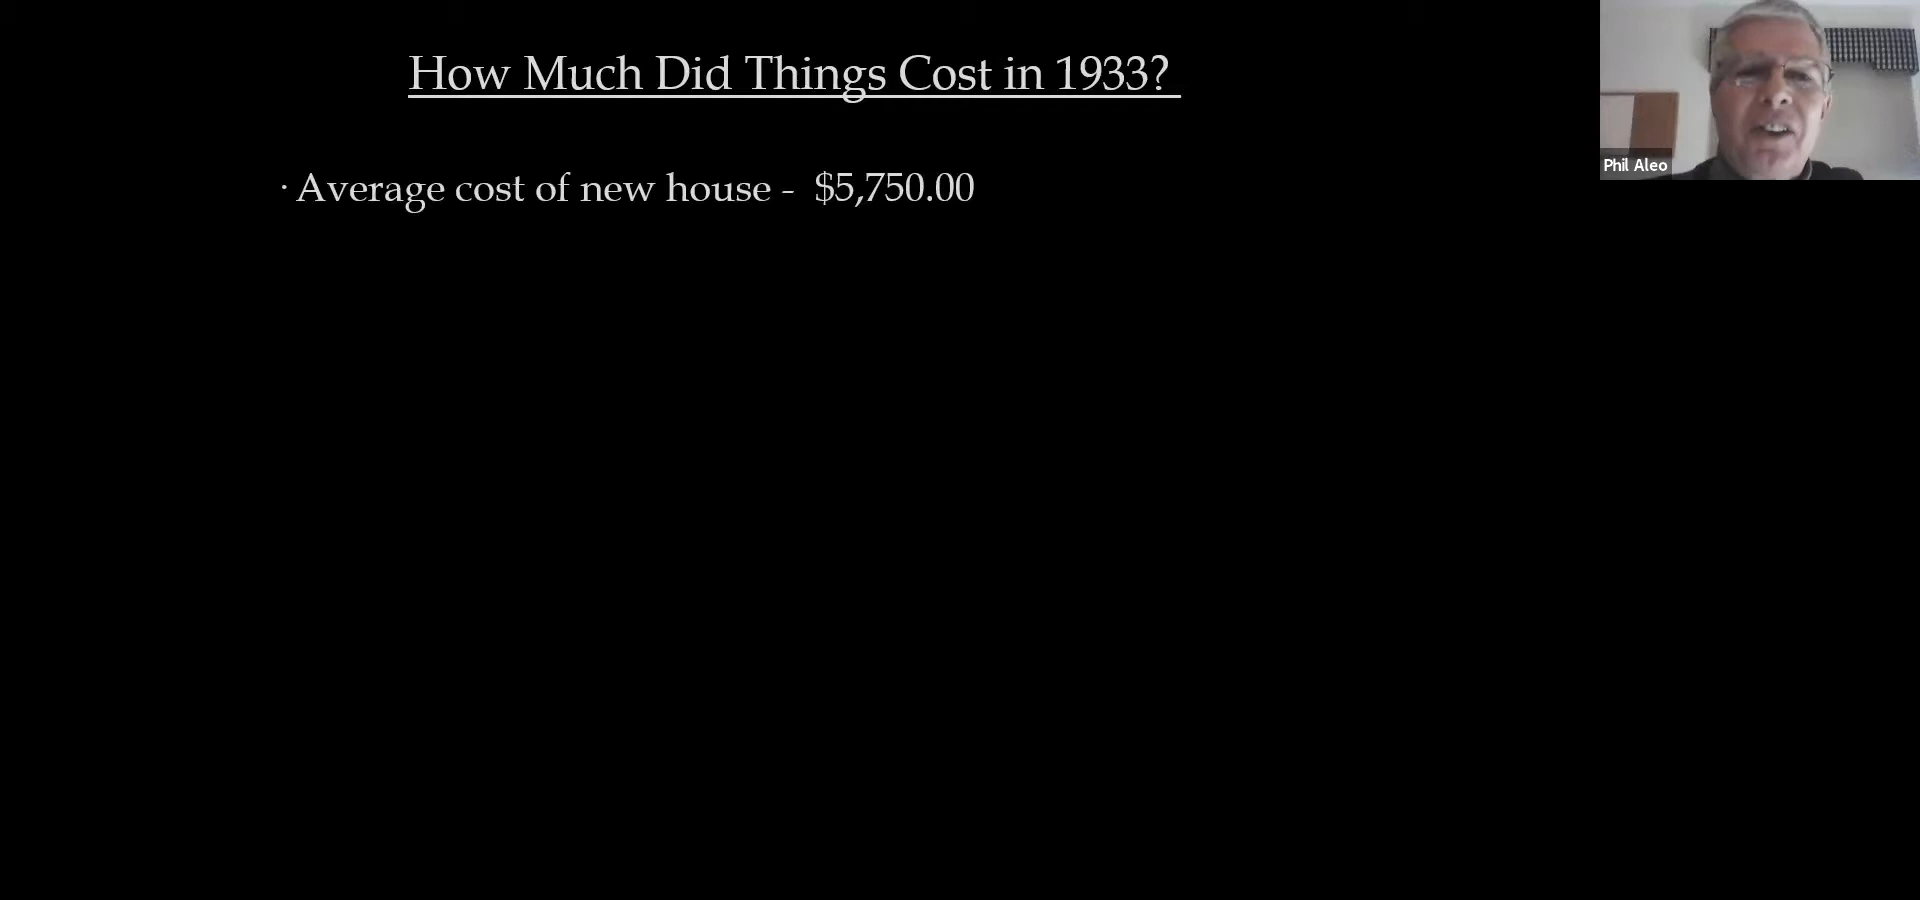 How Much Did Things Cost in 1933?
· Average cost of new house - $5,750.00
Phil Aleo